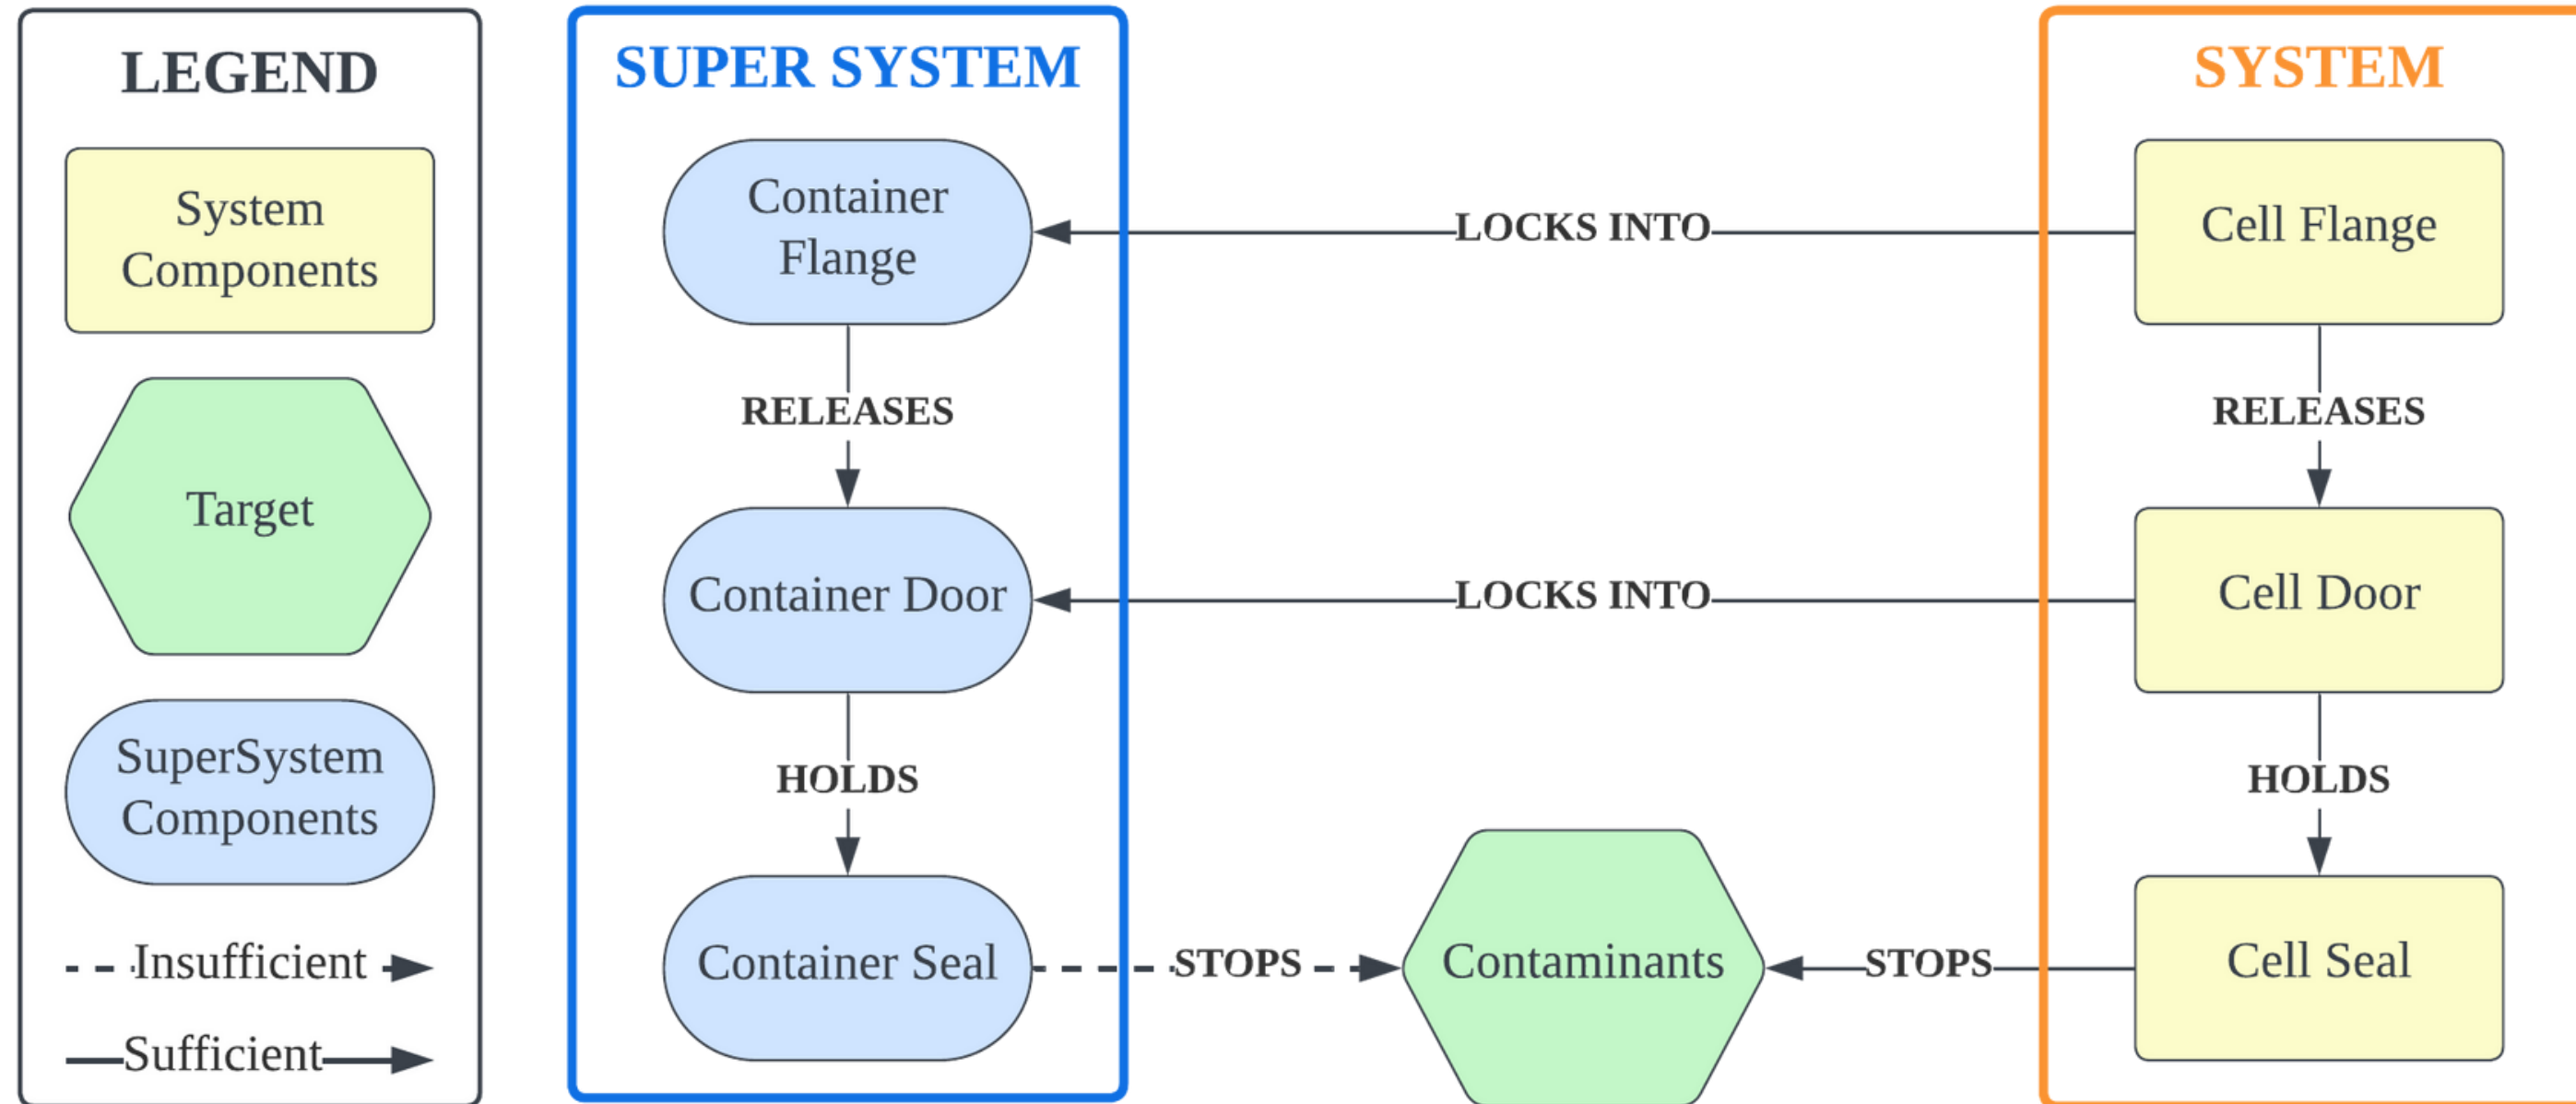 LEGEND
System
Components
Target
SuperSystem
Components
Insufficient
Sufficient
SUPER SYSTEM
Container
Flange
RELEASES
Container Door
HOLDS
Container Seal
LOCKS INTO
LOCKS INTO
STOPS
Contaminants
STOPS
SYSTEM
Cell Flange
RELEASES
Cell Door
HOLDS
Cell Seal